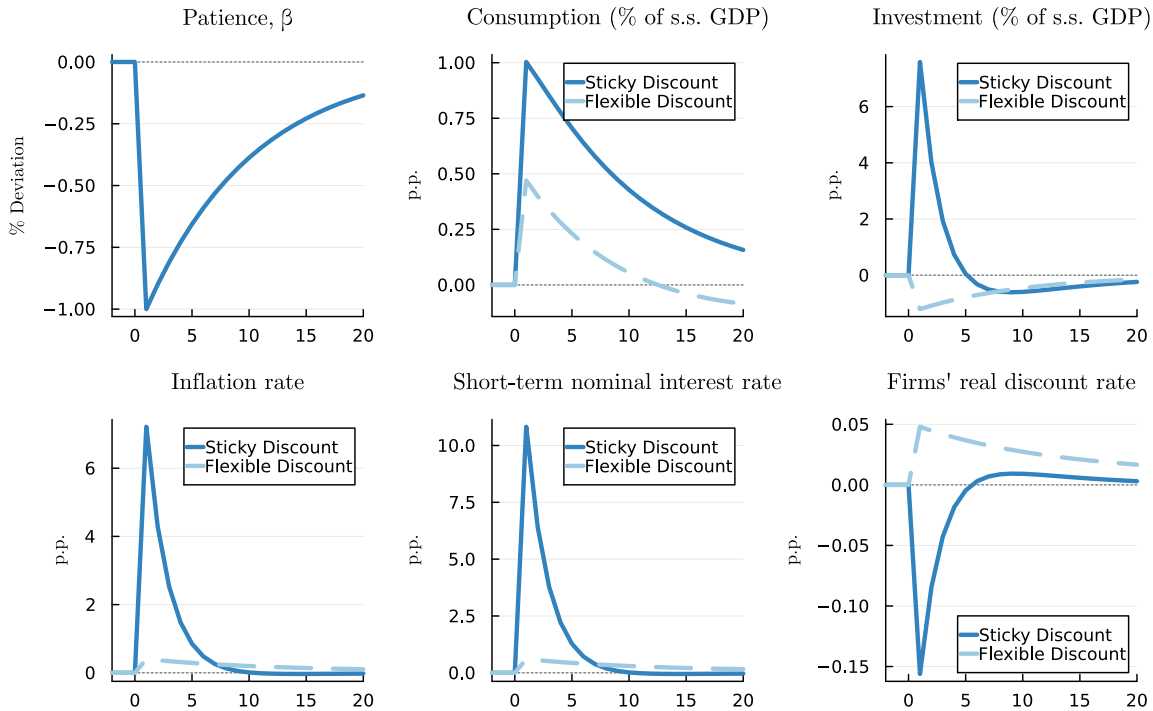 Patience, β
Consumption (% of s.s. GDP)
Investment (% of s.s. GDP)
% Deviation
0.00
−0.25
−0.50
−0.75
−1.00
0 5 10 15 20
p.p.
1.00
0.75
0.50
0.25
0.00
Sticky Discount
Flexible Discount
0 5 10 15 20
p.p.
6
4
2
0
Sticky Discount
Flexible Discount
0 5 10 15 20
Inflation rate
Short-term nominal interest rate
Firms' real discount rate
p.p.
6
4
2
0
Sticky Discount
Flexible Discount
0 5 10 15 20
p.p.
10.0
7.5
5.0
2.5
0.0
Sticky Discount
Flexible Discount
0 5 10 15 20
p.p.
0.05
0.00
−0.05
−0.10
−0.15
Sticky Discount
Flexible Discount
0 5 10 15 20